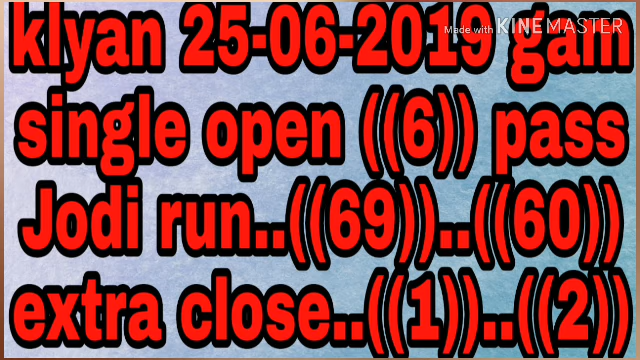 klyan 25-06-2019 gam
Made with KINEMASTER
single open ((6)) pass
Jodi run..((69))..((60))
extra close..((1))..((2))